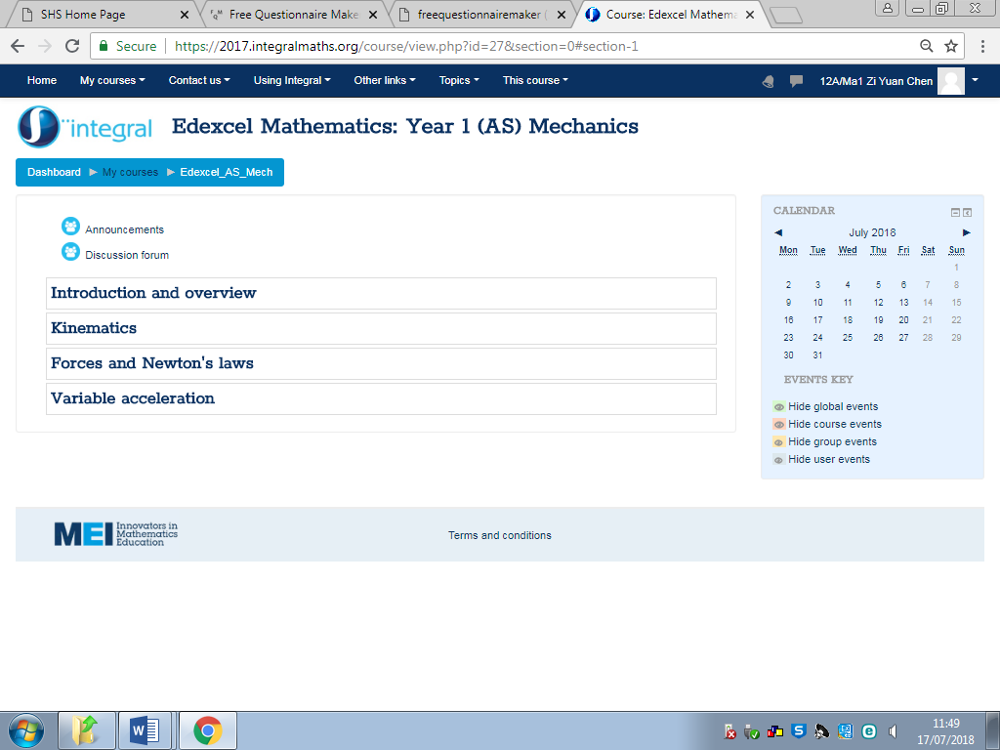 SHS Home Page
Free Questionnaire Make
freequestionnairemaker (
Course: Edexcel Mathema
Secure https://2017.integralmaths.org/course/view.php?id=27&section=0#section-1
Home My courses Contact us Using Integral Other links Topics This course 12A/Ma1 Zi Yuan Chen
integral Edexcel Mathematics: Year 1 (AS) Mechanics
Dashboard My courses Edexcel_AS_Mech
Announcements
Discussion forum
Introduction and overview
Kinematics
Forces and Newton's laws
Variable acceleration
CALENDAR
July 2018
Mon Tue Wed Thu Fri Sat Sun
1
2 3 4 5 6 7 8
9 10 11 12 13 14 15
16 17 18 19 20 21 22
23 24 25 26 27 28 29
30 31
EVENTS KEY
Hide global events
Hide course events
Hide group events
Hide user events
MEI Innovators in
Mathematics
Education
Terms and conditions
11:49
17/07/2018